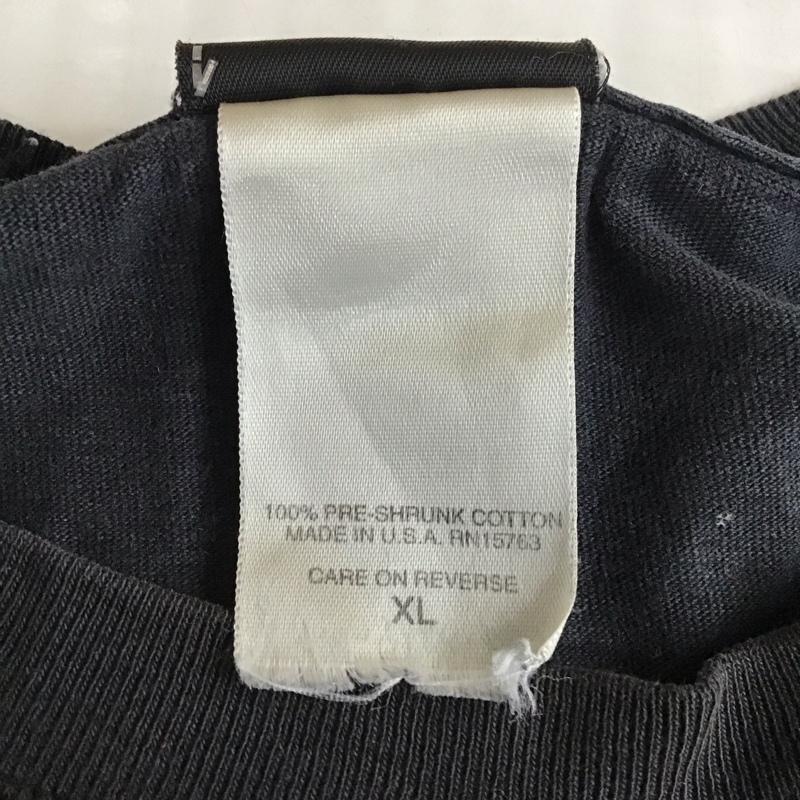 100% PRE-SHRUNK COTTON
MADE IN U.S.A. RN15763
CARE ON REVERSE
XL